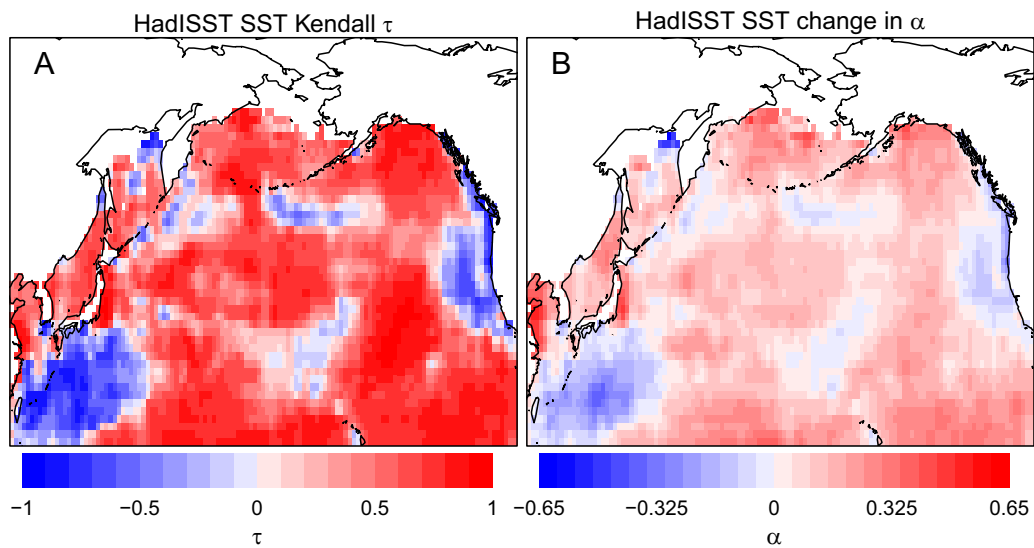 HadISST SST Kendall τ
HadISST SST change in α
A
B
−1 −0.5 0 0.5 1
τ
−0.65 −0.325 0 0.325 0.65
α